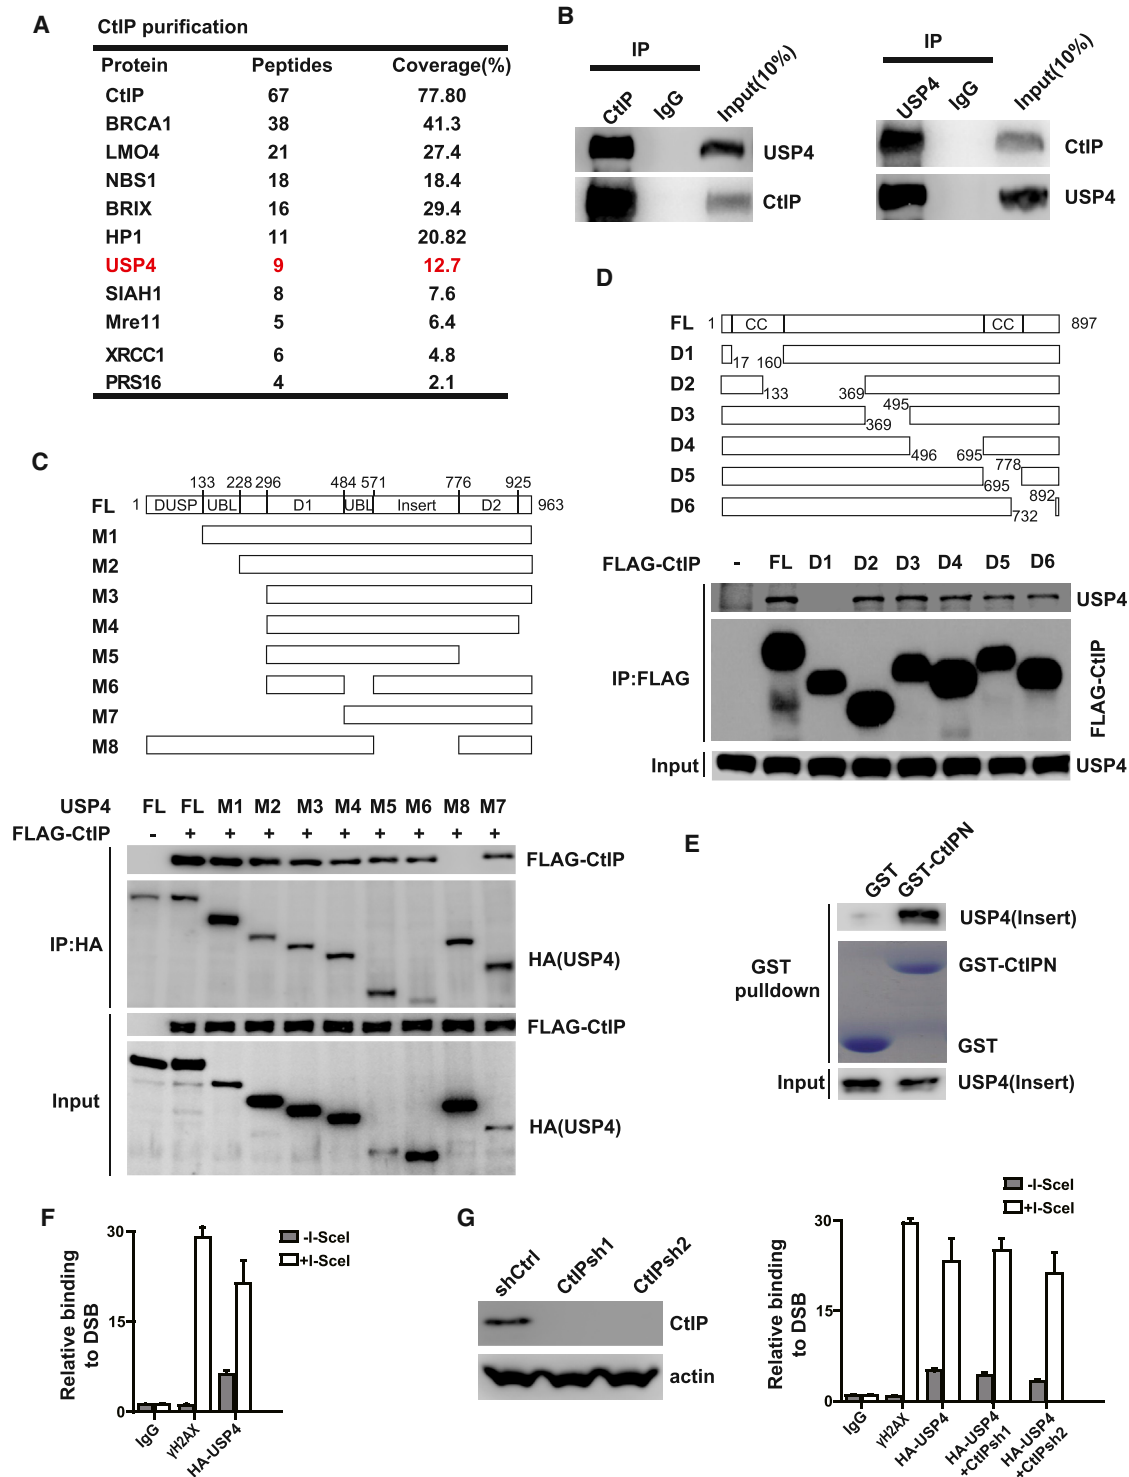 A
CtIP purification
Protein Peptides Coverage(%)
CtIP 67 77.80
BRCA1 38 41.3
LMO4 21 27.4
NBS1 18 18.4
BRIX 16 29.4
HP1 11 20.82
USP4 9 12.7
SIAH1 8 7.6
Mre11 5 6.4
XRCC1 6 4.8
PRS16 4 2.1
B
IP
CtIP IgG Input(10%)
USP4
CtIP
IP
USP4 IgG Input(10%)
CtIP
USP4
C
133 228 296 484 571 776 925
FL 1 DUSP UBL D1 UBL Insert D2 963
M1
M2
M3
M4
M5
M6
M7
M8
USP4 FL FL M1 M2 M3 M4 M5 M6 M8 M7
FLAG-CtIP - + + + + + + + + +
IP:HA
FLAG-CtIP
HA(USP4)
Input
FLAG-CtIP
HA(USP4)
D
FL 1 CC CC 897
D1 17 160
D2 133 369
D3 369 495
D4 496 695
D5 695 778
D6 732 892
FLAG-CtIP - FL D1 D2 D3 D4 D5 D6
IP:FLAG
USP4
FLAG-CtIP
Input USP4
E
GST GST-CtIPN
GST
pulldown
USP4(Insert)
GST-CtIPN
GST
Input USP4(Insert)
F
Relative binding
to DSB
30
15
0
-I-SceI
+I-SceI
IgG
γH2AX
HA-USP4
G
shCtrl CtIPsh1 CtIPsh2
CtIP
actin
Relative binding
to DSB
30
15
0
-I-SceI
+I-SceI
IgG
γH2AX
HA-USP4
HA-USP4
+CtIPsh1
HA-USP4
+CtIPsh2